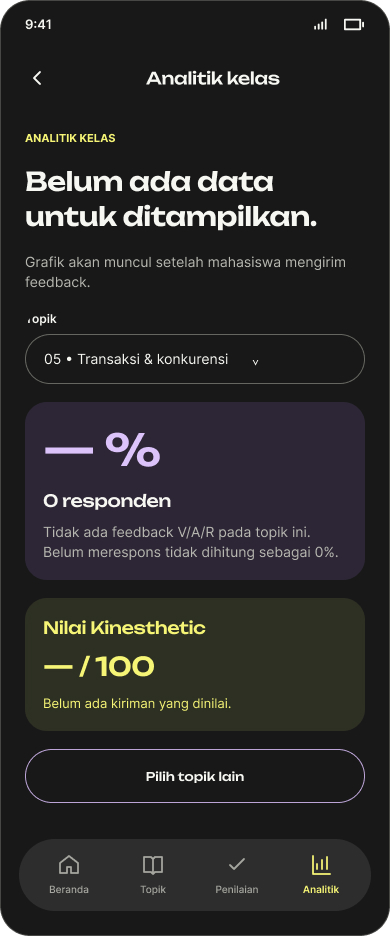 9:41
Analitik kelas
ANALITIK KELAS
Belum ada data
untuk ditampilkan.
Grafik akan muncul setelah mahasiswa mengirim
feedback.
Topik
05 • Transaksi & konkurensi
— %
0 responden
Tidak ada feedback V/A/R pada topik ini.
Belum merespons tidak dihitung sebagai 0%.
Nilai Kinesthetic
— / 100
Belum ada kiriman yang dinilai.
Pilih topik lain
Beranda
Topik
Penilaian
Analitik